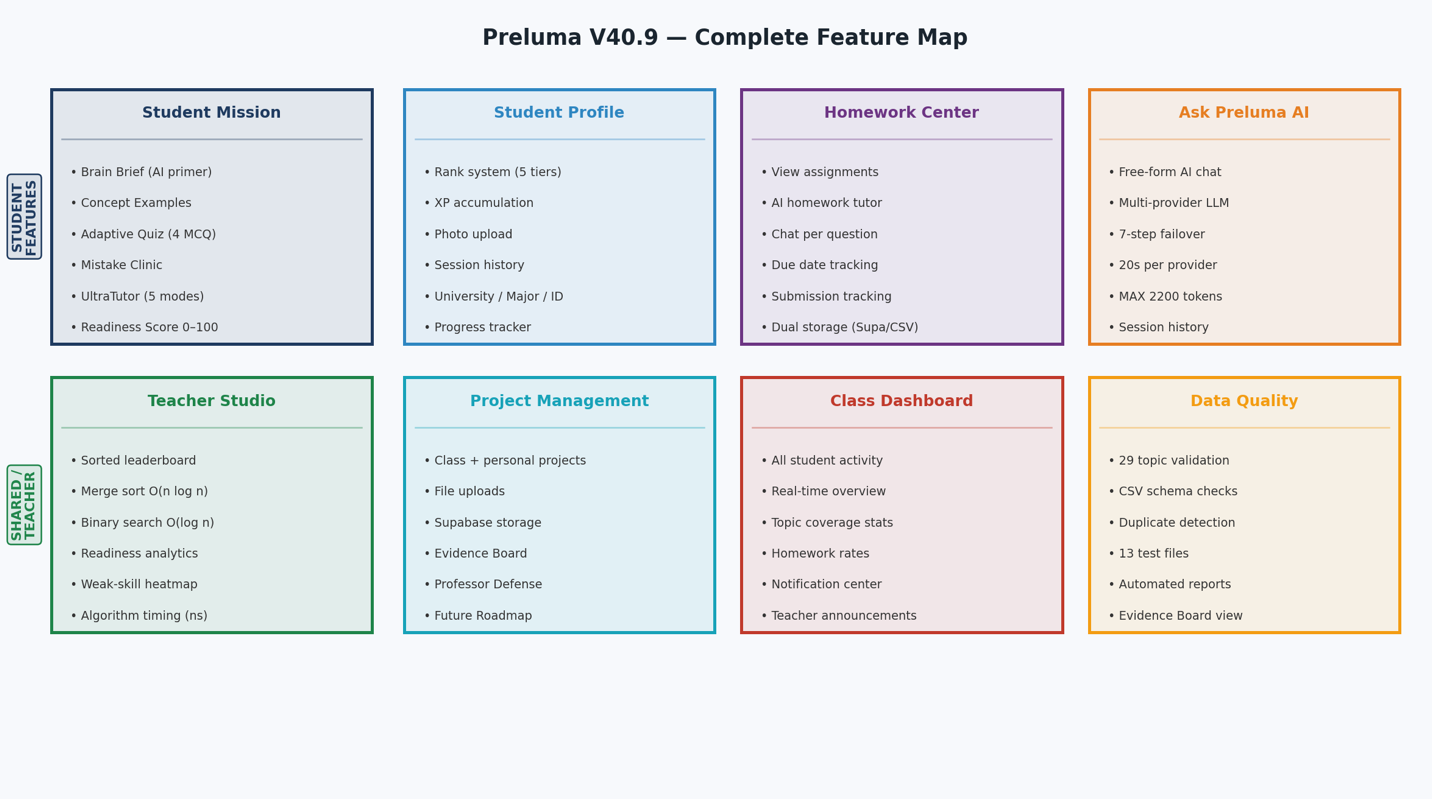 Preluma V40.9 — Complete Feature Map
STUDENT
FEATURES
Student Mission
• Brain Brief (AI primer)
• Concept Examples
• Adaptive Quiz (4 MCQ)
• Mistake Clinic
• UltraTutor (5 modes)
• Readiness Score 0–100
Student Profile
• Rank system (5 tiers)
• XP accumulation
• Photo upload
• Session history
• University / Major / ID
• Progress tracker
Homework Center
• View assignments
• AI homework tutor
• Chat per question
• Due date tracking
• Submission tracking
• Dual storage (Supa/CSV)
Ask Preluma AI
• Free-form AI chat
• Multi-provider LLM
• 7-step failover
• 20s per provider
• MAX 2200 tokens
• Session history
SHARED /
TEACHER
Teacher Studio
• Sorted leaderboard
• Merge sort O(n log n)
• Binary search O(log n)
• Readiness analytics
• Weak-skill heatmap
• Algorithm timing (ns)
Project Management
• Class + personal projects
• File uploads
• Supabase storage
• Evidence Board
• Professor Defense
• Future Roadmap
Class Dashboard
• All student activity
• Real-time overview
• Topic coverage stats
• Homework rates
• Notification center
• Teacher announcements
Data Quality
• 29 topic validation
• CSV schema checks
• Duplicate detection
• 13 test files
• Automated reports
• Evidence Board view